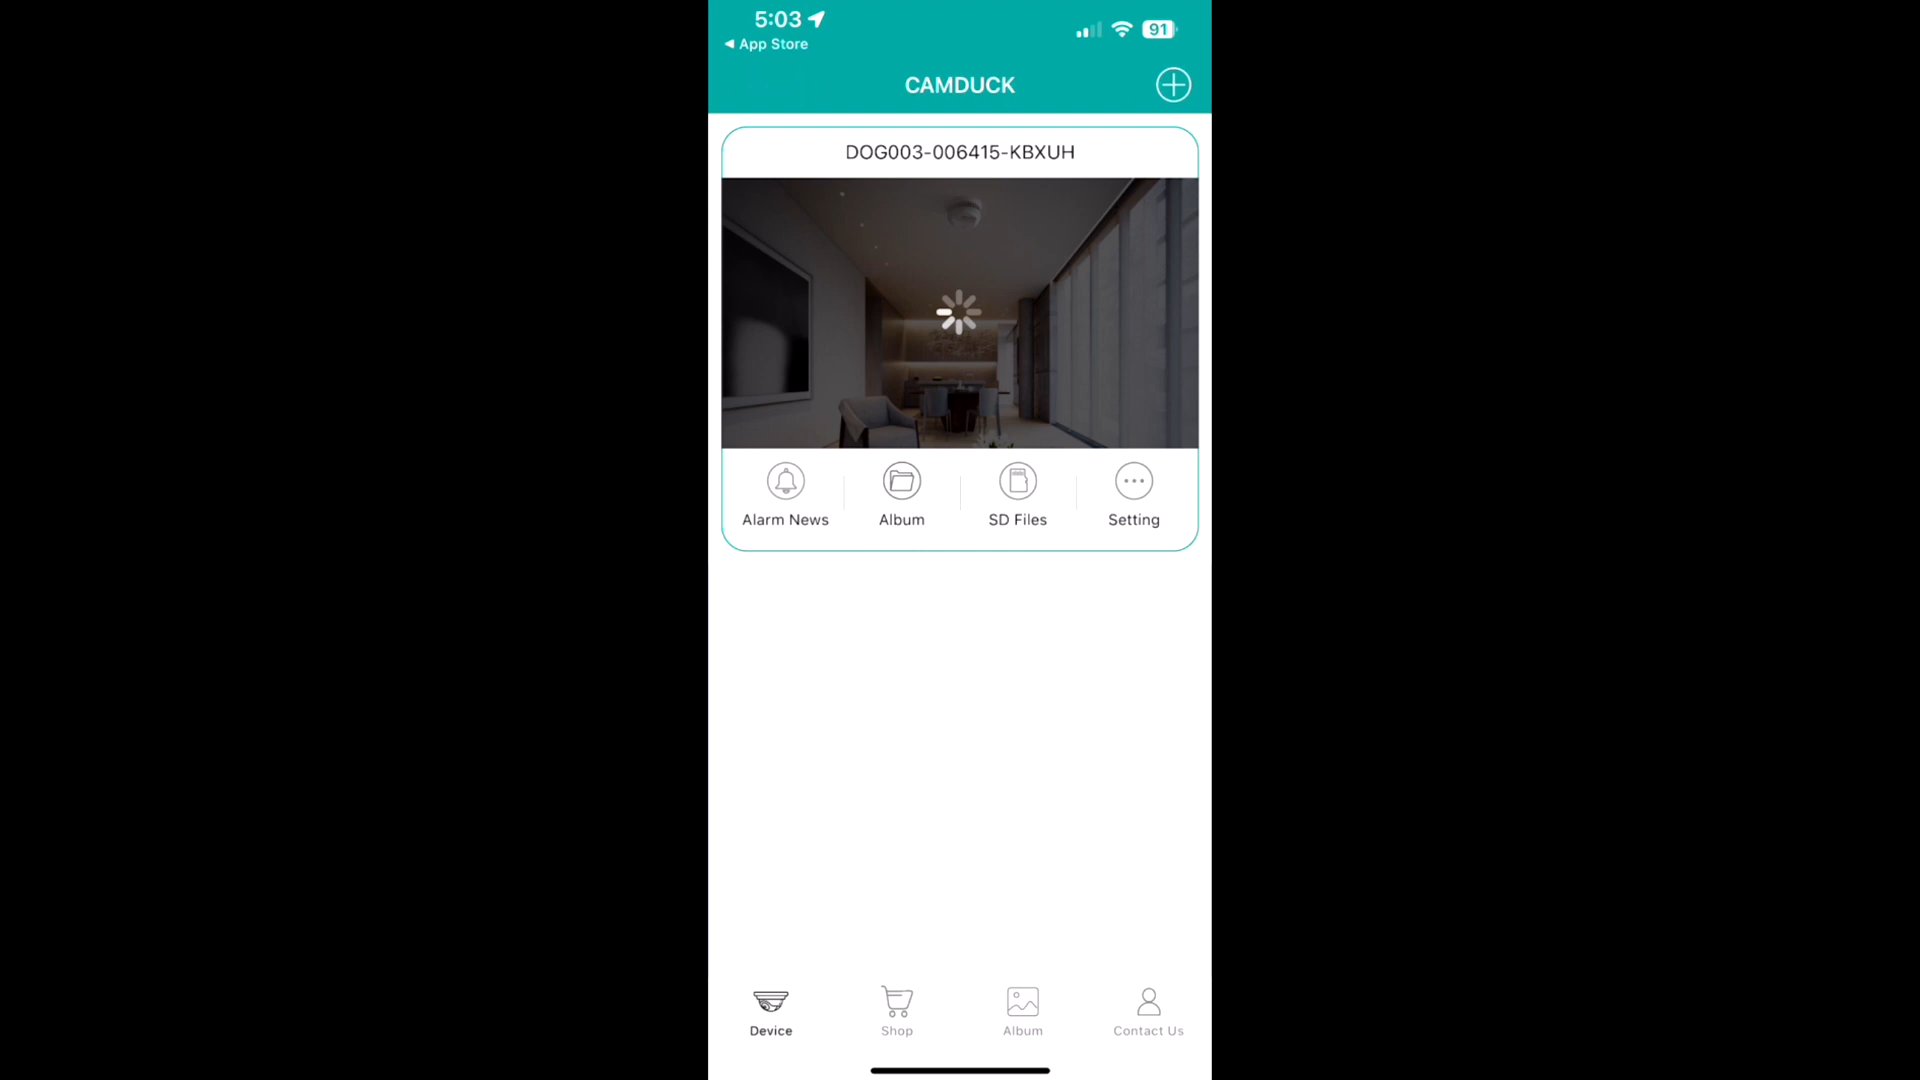 5:03
91
◀ App Store
CAMDUCK
DOG003-006415-KBXUH
Alarm News
Album
SD Files
Setting
Device
Shop
Album
Contact Us